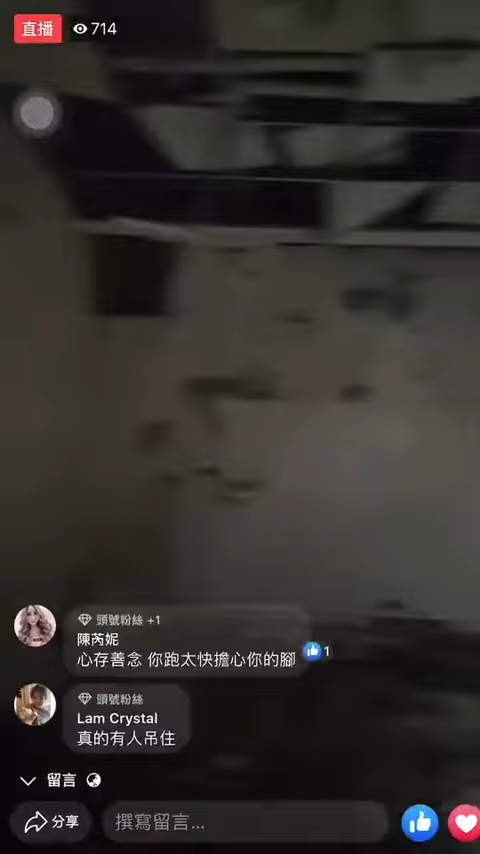 直播 714
頭號粉絲 +1
陳芮妮
心存善念 你跑太快擔心你的腳
1
頭號粉絲
Lam Crystal
真的有人吊住
留言
分享 撰寫留言...